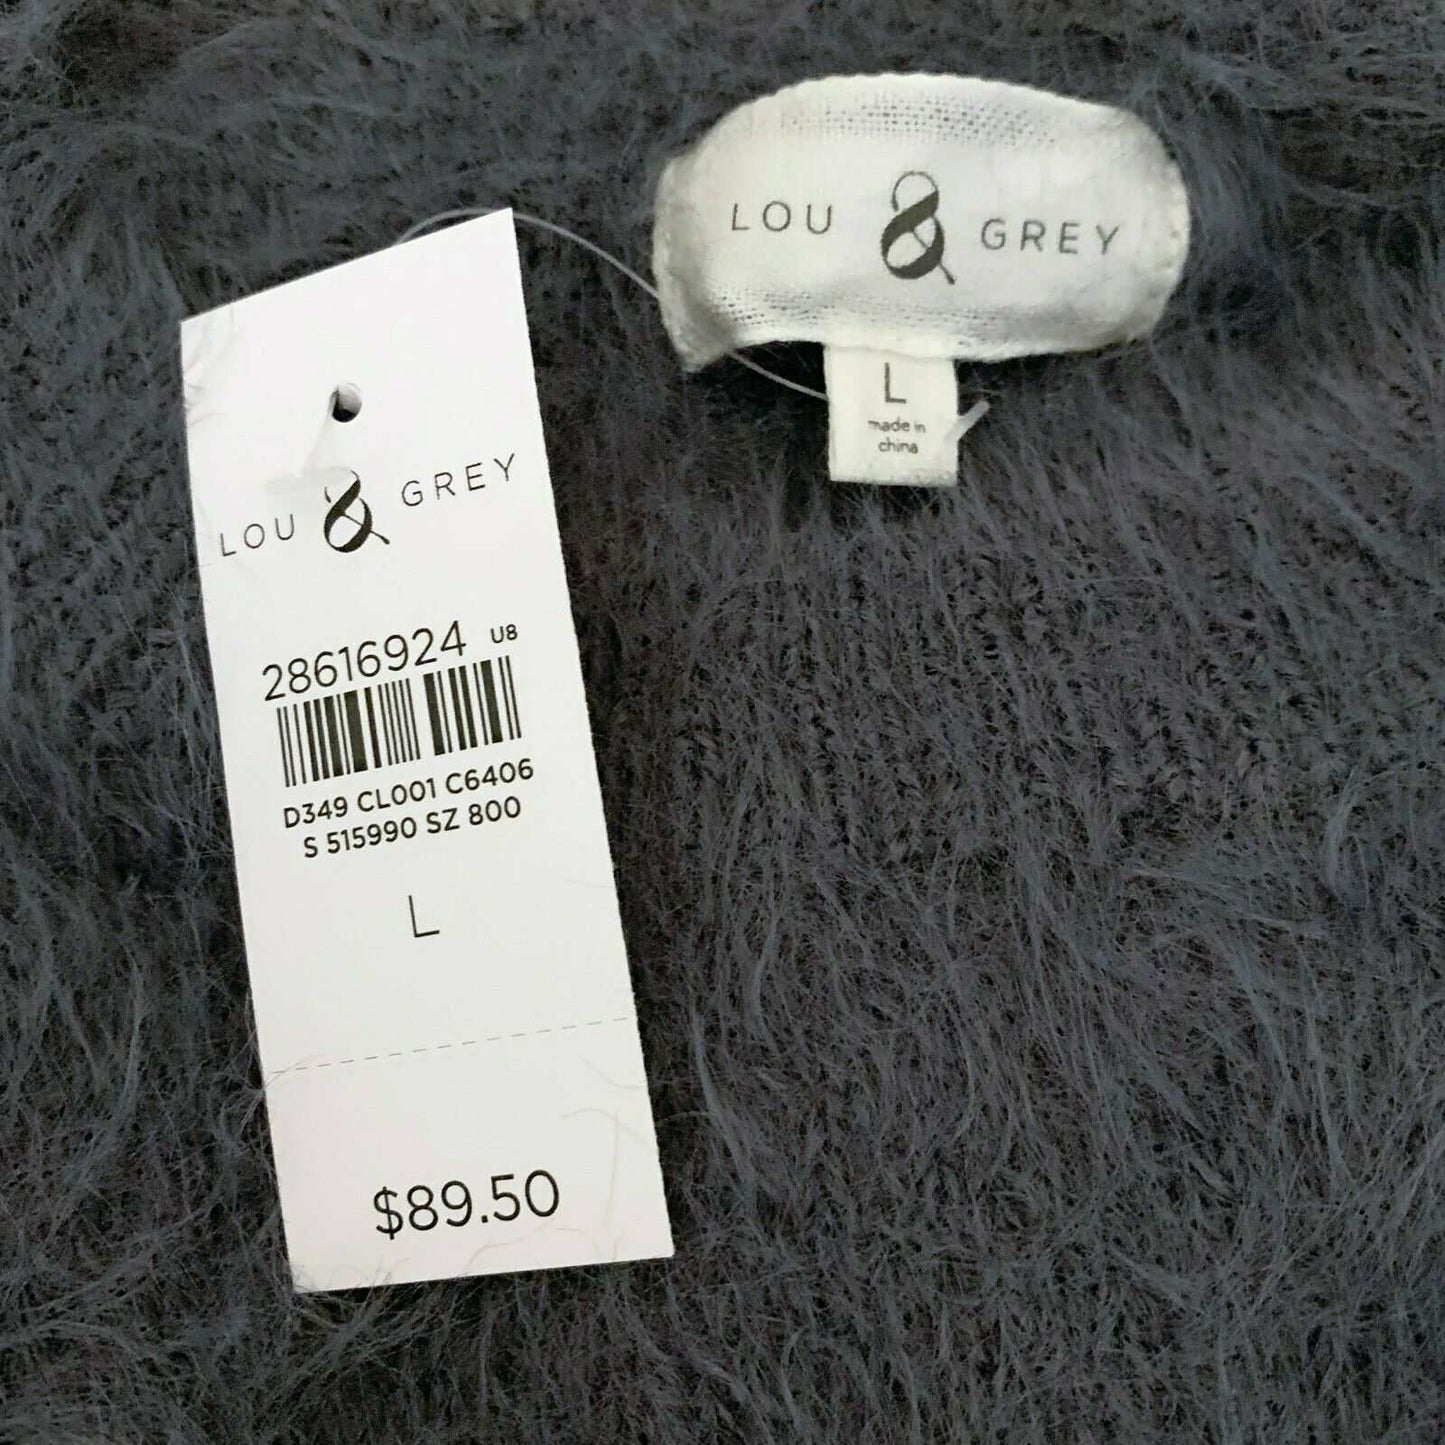 LOU & GREY
L
made in
china
LOU & GREY
28616924 U8
D349 CL001 C6406
S 515990 SZ 800
L
$89.50